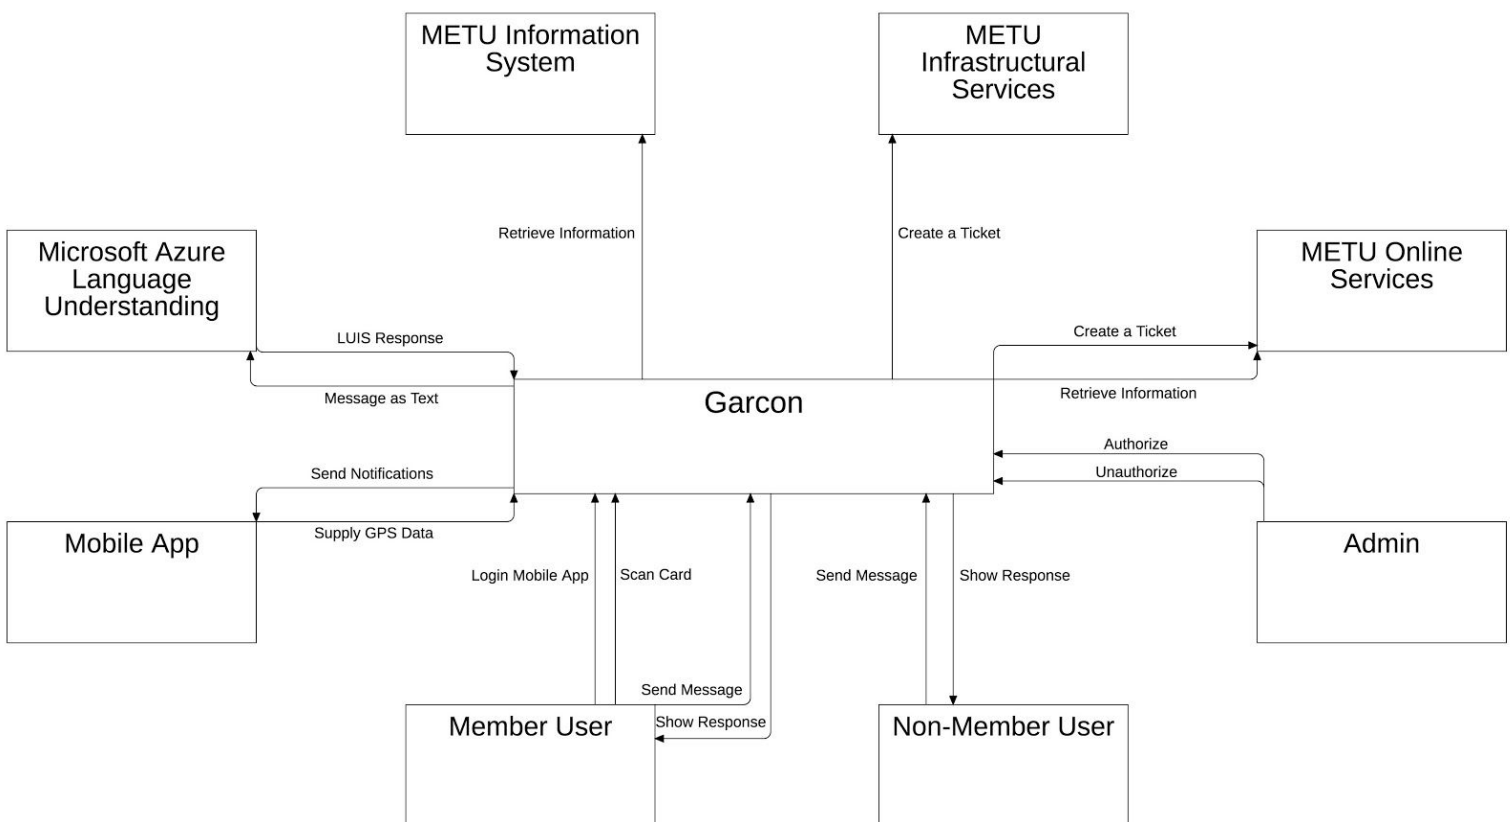 METU Information
System
METU
Infrastructural
Services
Retrieve Information
Create a Ticket
Microsoft Azure
Language
Understanding
METU Online
Services
LUIS Response
Create a Ticket
Message as Text
Garcon
Retrieve Information
Send Notifications
Authorize
Unauthorize
Supply GPS Data
Mobile App
Admin
Login Mobile App
Scan Card
Send Message
Show Response
Send Message
Show Response
Member User
Non-Member User